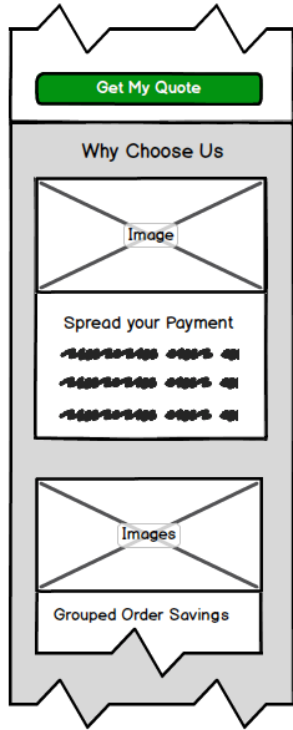 Get My Quote
Why Choose Us
Image
Spread your Payment
Images
Grouped Order Savings